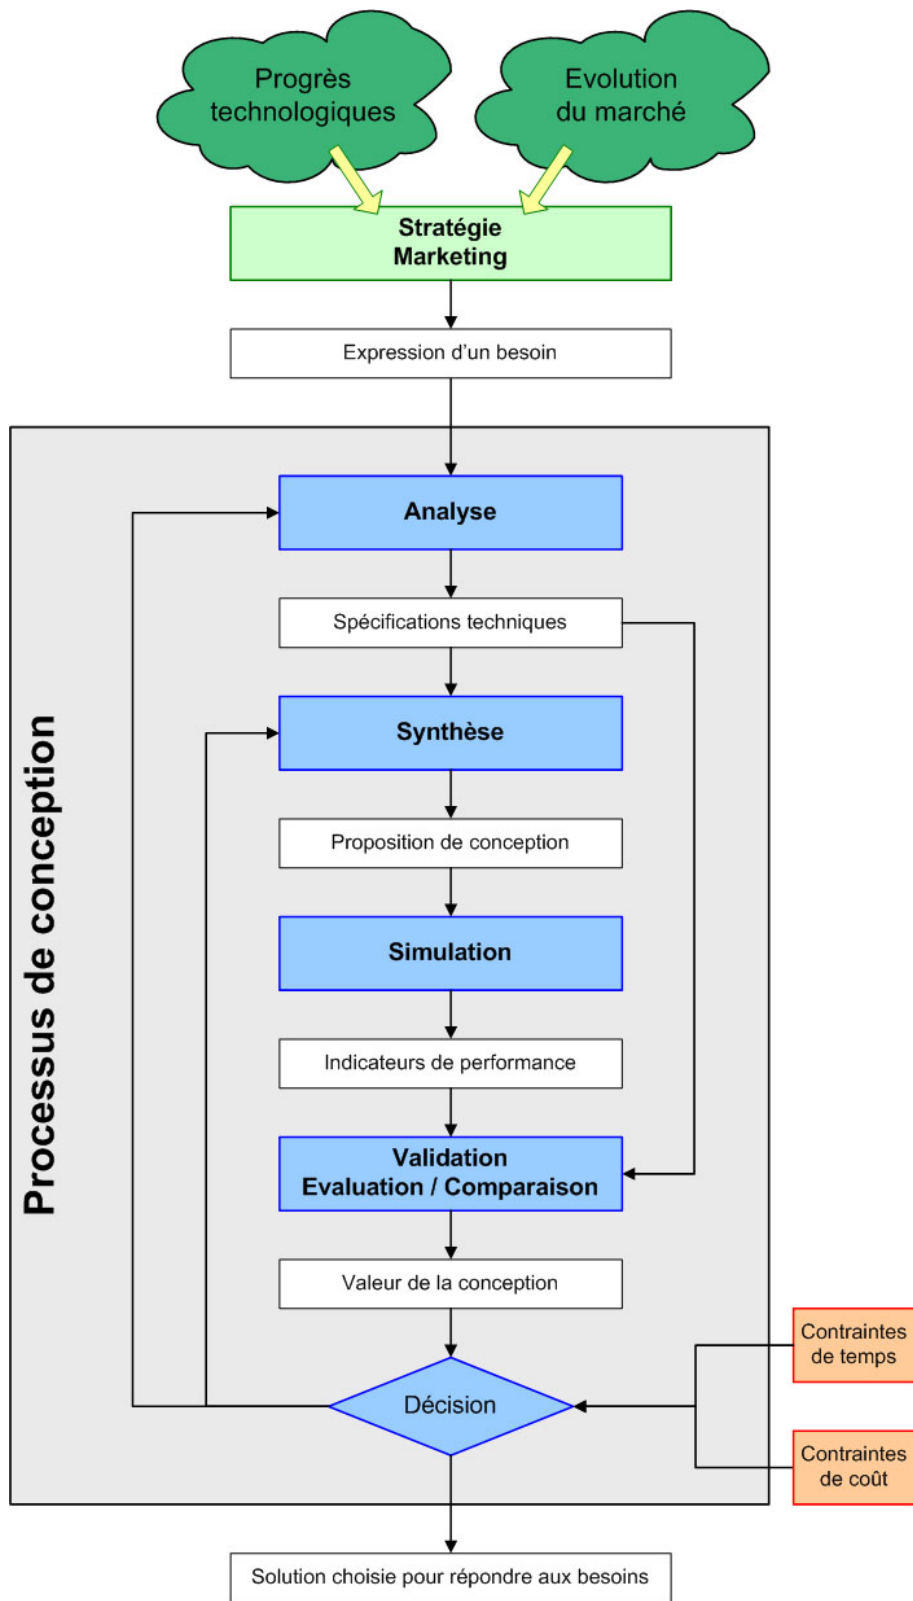 Progrès
technologiques
Evolution
du marché
Stratégie
Marketing
Expression d'un besoin
Analyse
Spécifications techniques
Synthèse
Proposition de conception
Simulation
Indicateurs de performance
Validation
Evaluation / Comparaison
Valeur de la conception
Décision
Contraintes
de temps
Contraintes
de coût
Processus de conception
Solution choisie pour répondre aux besoins